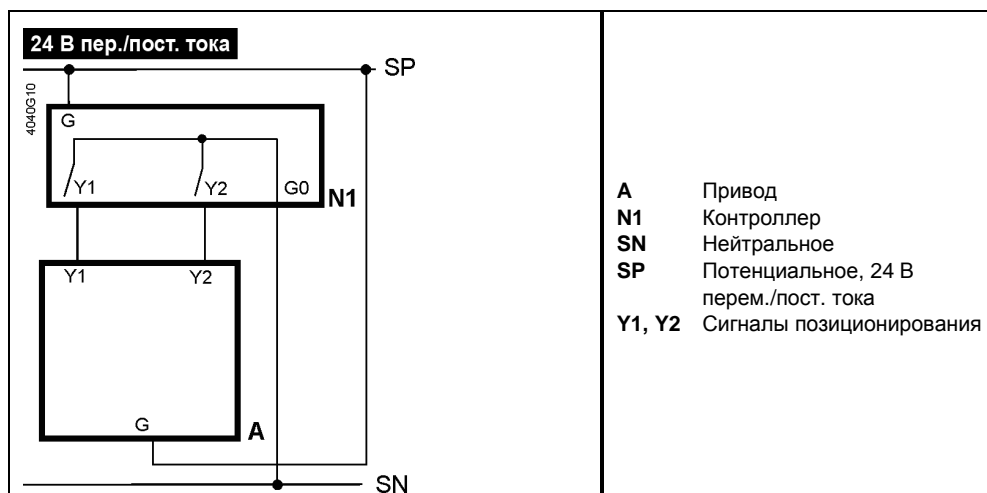 24 В пер./пост. тока
SP
4040G10
G
Y1
Y2
G0
N1
Y1
Y2
G
A
SN
A Привод
N1 Контроллер
SN Нейтральное
SP Потенциальное, 24 В
перем./пост. тока
Y1, Y2 Сигналы позиционирования